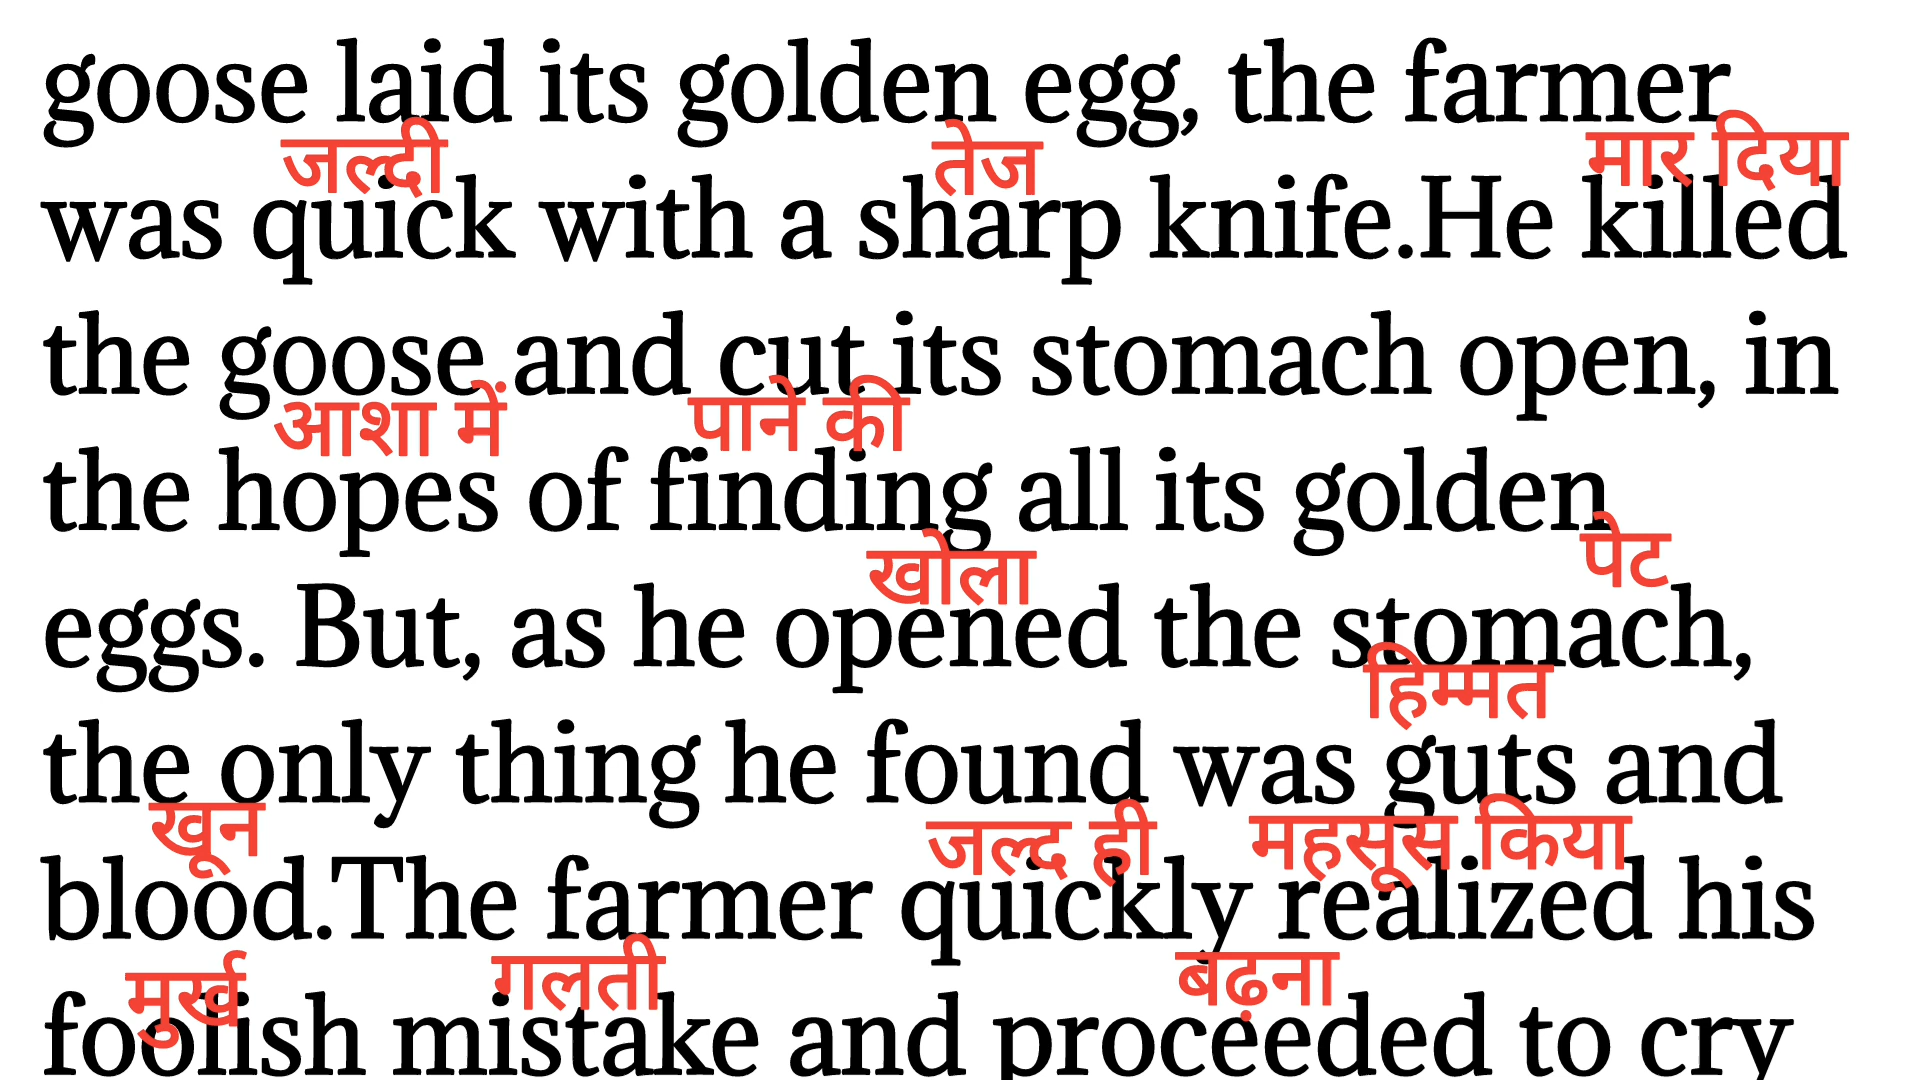 goose laid its golden egg, the farmer
जल्दी तेज मार दिया
was quick with a sharp knife.He killed
the goose and cut its stomach open, in
आशा में पाने की
the hopes of finding all its golden
खोला पेट
eggs. But, as he opened the stomach,
हिम्मत
the only thing he found was guts and
खून जल्द ही महसूस किया
blood.The farmer quickly realized his
मुर्ख गलती बढ़ना
foolish mistake and proceeded to cry